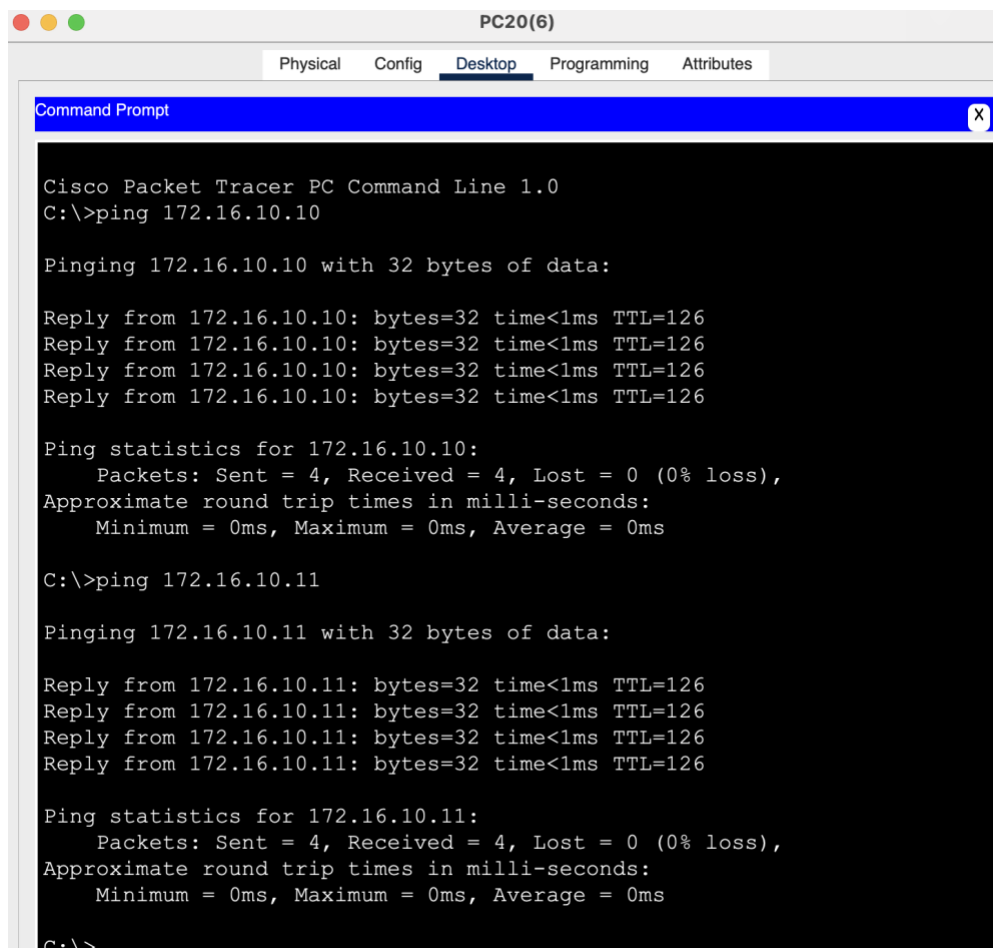 PC20(6)
Physical Config Desktop Programming Attributes
Command Prompt
X
Cisco Packet Tracer PC Command Line 1.0
C:\>ping 172.16.10.10
Pinging 172.16.10.10 with 32 bytes of data:
Reply from 172.16.10.10: bytes=32 time<1ms TTL=126
Reply from 172.16.10.10: bytes=32 time<1ms TTL=126
Reply from 172.16.10.10: bytes=32 time<1ms TTL=126
Reply from 172.16.10.10: bytes=32 time<1ms TTL=126
Ping statistics for 172.16.10.10:
    Packets: Sent = 4, Received = 4, Lost = 0 (0% loss),
Approximate round trip times in milli-seconds:
    Minimum = 0ms, Maximum = 0ms, Average = 0ms
C:\>ping 172.16.10.11
Pinging 172.16.10.11 with 32 bytes of data:
Reply from 172.16.10.11: bytes=32 time<1ms TTL=126
Reply from 172.16.10.11: bytes=32 time<1ms TTL=126
Reply from 172.16.10.11: bytes=32 time<1ms TTL=126
Reply from 172.16.10.11: bytes=32 time<1ms TTL=126
Ping statistics for 172.16.10.11:
    Packets: Sent = 4, Received = 4, Lost = 0 (0% loss),
Approximate round trip times in milli-seconds:
    Minimum = 0ms, Maximum = 0ms, Average = 0ms
C:\>